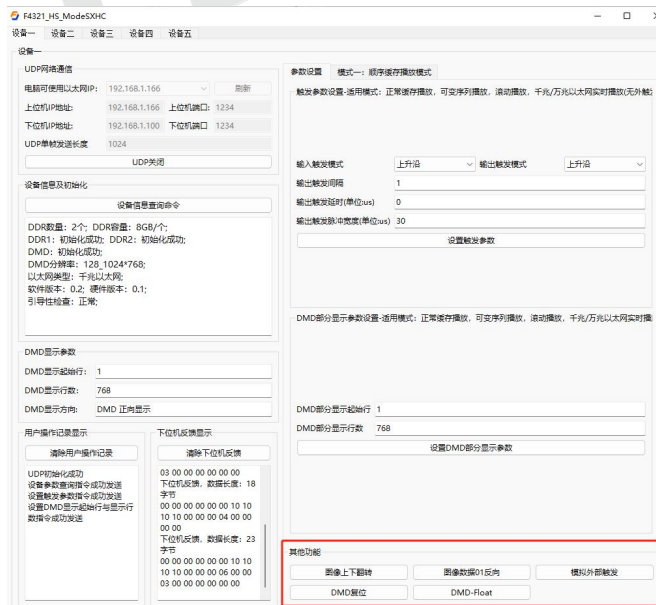 F4321_HS_ModeSXHC
设备一 设备二 设备三 设备四 设备五
设备一
UDP网络通信
电脑可使用以太网IP: 192.168.1.166 刷新
上位机IP地址: 192.168.1.166 上位机端口: 1234
下位机IP地址: 192.168.1.100 下位机端口 1234
UDP单帧发送长度 1024
UDP关闭
设备信息及初始化
设备信息查询命令
DDR数量: 2个; DDR容量: 8GB/个;
DDR1: 初始化成功; DDR2: 初始化成功;
DMD: 初始化成功;
DMD分辨率: 128_1024*768;
以太网类型: 千兆以太网;
软件版本: 0.2; 硬件版本: 0.1;
引导性检查: 正常;
DMD显示参数
DMD显示起始行: 1
DMD显示行数: 768
DMD显示方向: DMD 正向显示
用户操作记录显示
清除用户操作记录
UDP初始化成功
设备参数查询指令成功发送
设置触发参数指令成功发送
设置DMD显示起始行与显示行
数指令成功发送
下位机反馈显示
清除下位机反馈
03 00 00 00 00 00 00
下位机反馈, 数据长度: 18
字节
00 00 00 00 00 00 10 10
10 10 00 00 00 04 00 00
00 00
下位机反馈, 数据长度: 23
字节
00 00 00 00 00 00 10 10
10 10 00 00 00 06 00 00
03 00 00 00 00 00 00
参数设置 模式一: 顺序缓存播放模式
触发参数设置-适用模式: 正常缓存播放, 可变序列播放, 滚动播放, 千兆/万兆以太网实时播放(无外触
输入触发模式 上升沿 输出触发模式 上升沿
输出触发间隔 1
输出触发延时(单位:us) 0
输出触发脉冲宽度(单位:us) 30
设置触发参数
DMD部分显示参数设置-适用模式: 正常缓存播放, 可变序列播放, 滚动播放, 千兆/万兆以太网实时播
DMD部分显示起始行 1
DMD部分显示行数 768
设置DMD部分显示参数
其他功能
图像上下翻转 图像数据01反向 模拟外部触发
DMD复位 DMD-Float